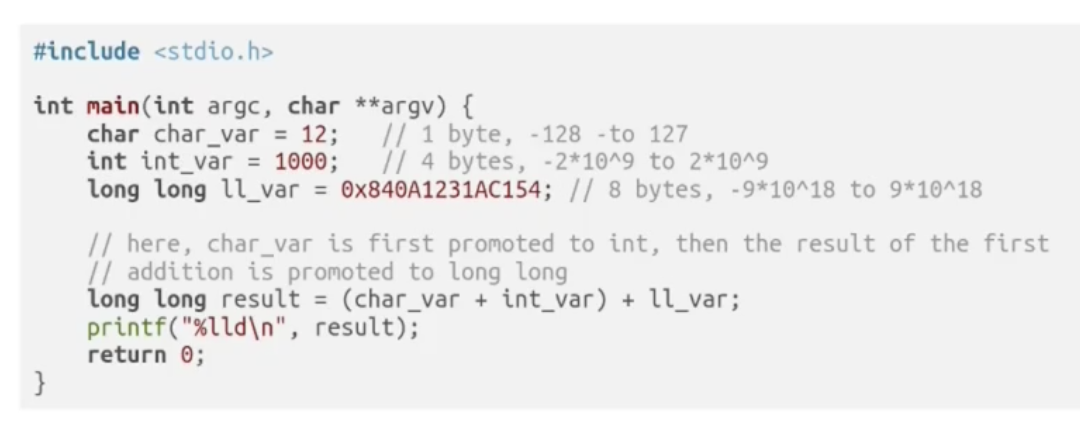 #include <stdio.h>
int main(int argc, char **argv) {
    char char_var = 12;   // 1 byte, -128 -to 127
    int int_var = 1000;   // 4 bytes, -2*10^9 to 2*10^9
    long long ll_var = 0x840A1231AC154; // 8 bytes, -9*10^18 to 9*10^18
    // here, char_var is first promoted to int, then the result of the first
    // addition is promoted to long long
    long long result = (char_var + int_var) + ll_var;
    printf("%lld\n", result);
    return 0;
}